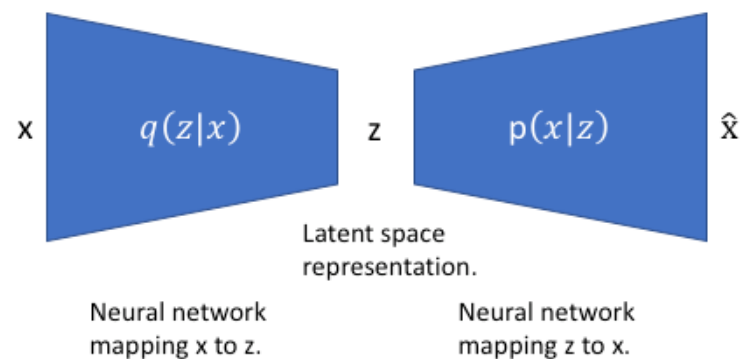 x
q(z|x)
z
p(x|z)
x̂
Latent space
representation.
Neural network
mapping x to z.
Neural network
mapping z to x.